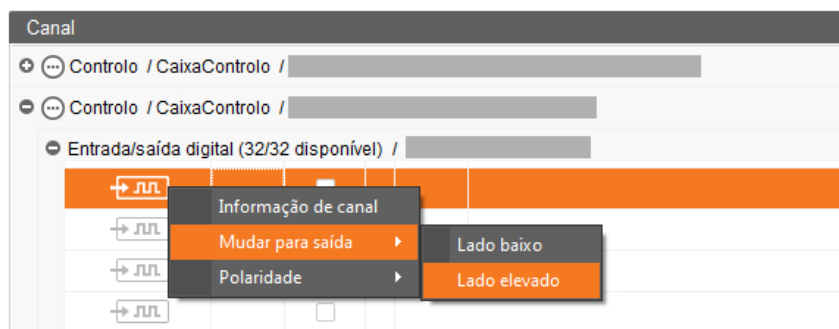 Canal
Controlo / CaixaControlo /
Controlo / CaixaControlo /
Entrada/saída digital (32/32 disponível) /
Informação de canal
Mudar para saída
Lado baixo
Polaridade
Lado elevado